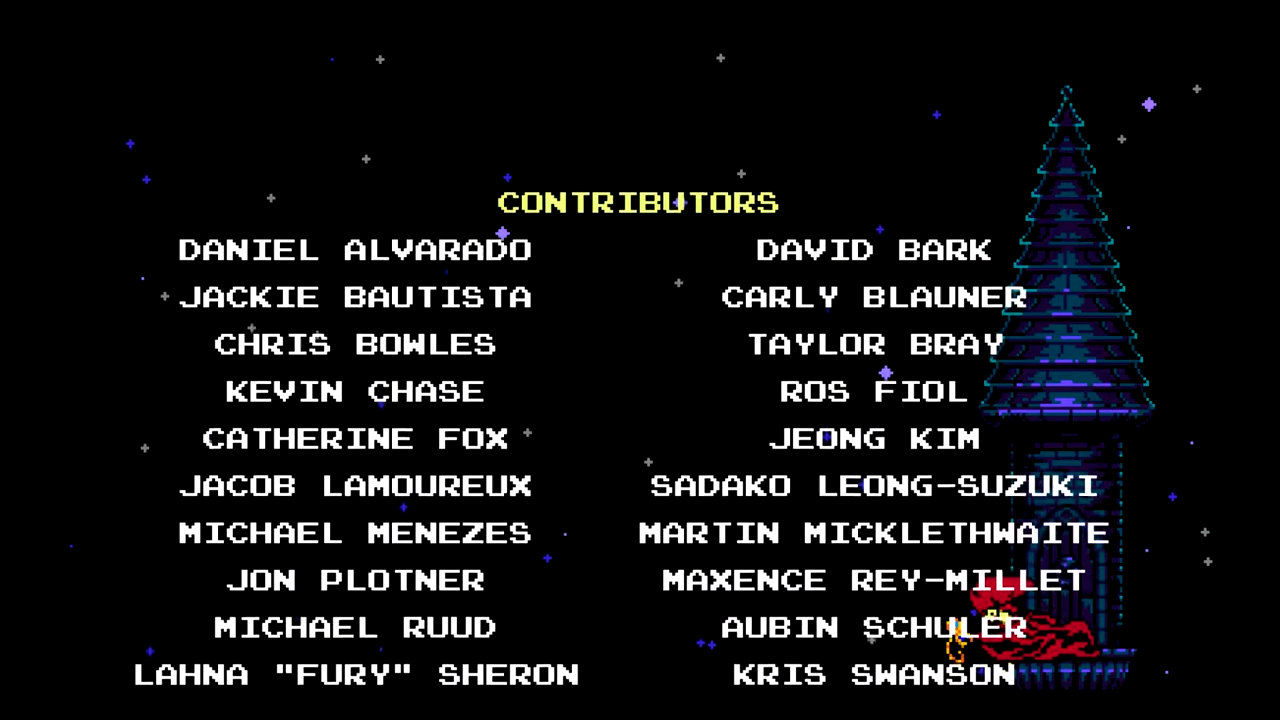 CONTRIBUTORS
DANIEL ALVARADO DAVID BARK
JACKIE BAUTISTA CARLY BLAUNER
CHRIS BOWLES TAYLOR BRAY
KEVIN CHASE ROS FIOL
CATHERINE FOX JEONG KIM
JACOB LAMOUREUX SADAKO LEONG-SUZUKI
MICHAEL MENEZES MARTIN MICKLETHWAITE
JON PLOTNER MAXENCE REY-MILLET
MICHAEL RUUD AUBIN SCHULER
LAHNA "FURY" SHERON KRIS SWANSON